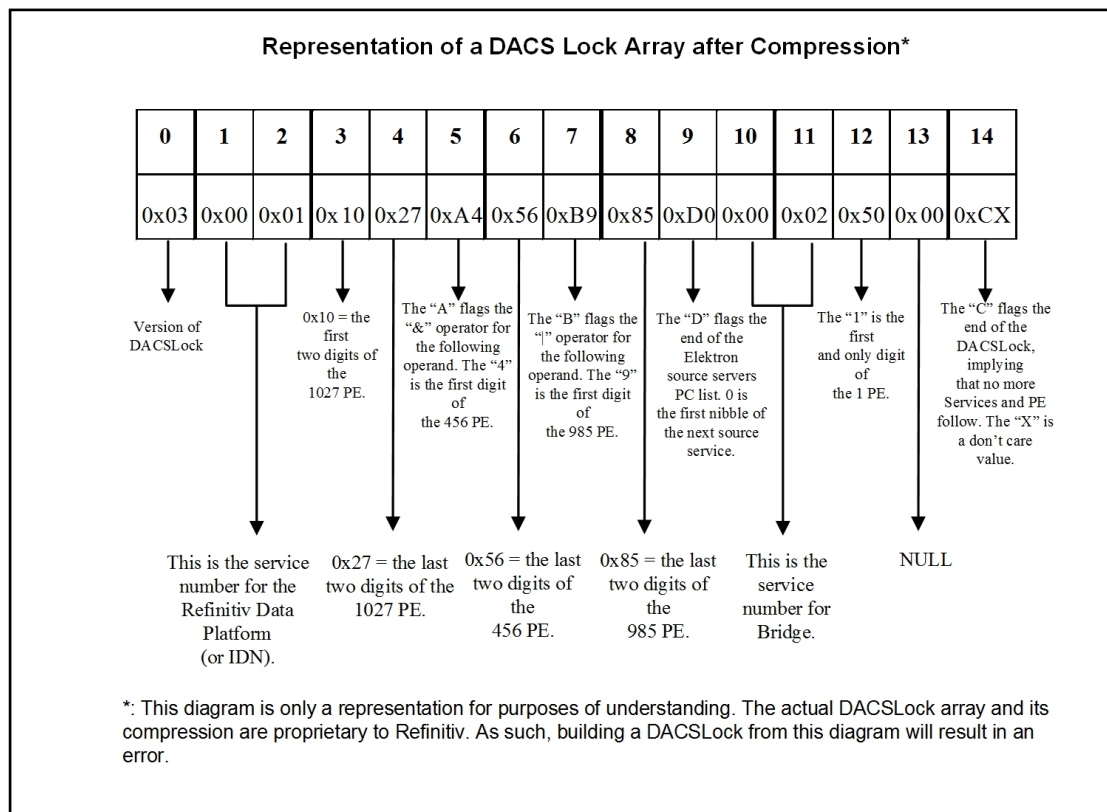 Representation of a DACS Lock Array after Compression*
0 1 2 3 4 5 6 7 8 9 10 11 12 13 14
0x03 0x00 0x01 0x10 0x27 0xA4 0x56 0xB9 0x85 0xD0 0x00 0x02 0x50 0x00 0xCX
Version of
DACSLock
0x10 = the
first
two digits of
the
1027 PE.
The “A” flags the
“&” operator for
the following
operand. The “4”
is the first digit
of
the 456 PE.
The “B” flags the
“|” operator for
the following
operand. The “9”
is the first digit
of
the 985 PE.
The “D” flags the
end of the
Elektron
source servers
PC list. 0 is
the first nibble of
the next source
service.
The “1” is the
first
and only digit
of
the 1 PE.
The “C” flags the
end of the
DACSLock,
implying
that no more
Services and PE
follow. The “X” is
a don’t care
value.
This is the service
number for the
Refinitiv Data
Platform
(or IDN).
0x27 = the last
two digits of the
1027 PE.
0x56 = the last
two digits of
the
456 PE.
0x85 = the last
two digits of
the
985 PE.
This is the
service
number for
Bridge.
NULL
*: This diagram is only a representation for purposes of understanding. The actual DACSLock array and its
compression are proprietary to Refinitiv. As such, building a DACSLock from this diagram will result in an
error.